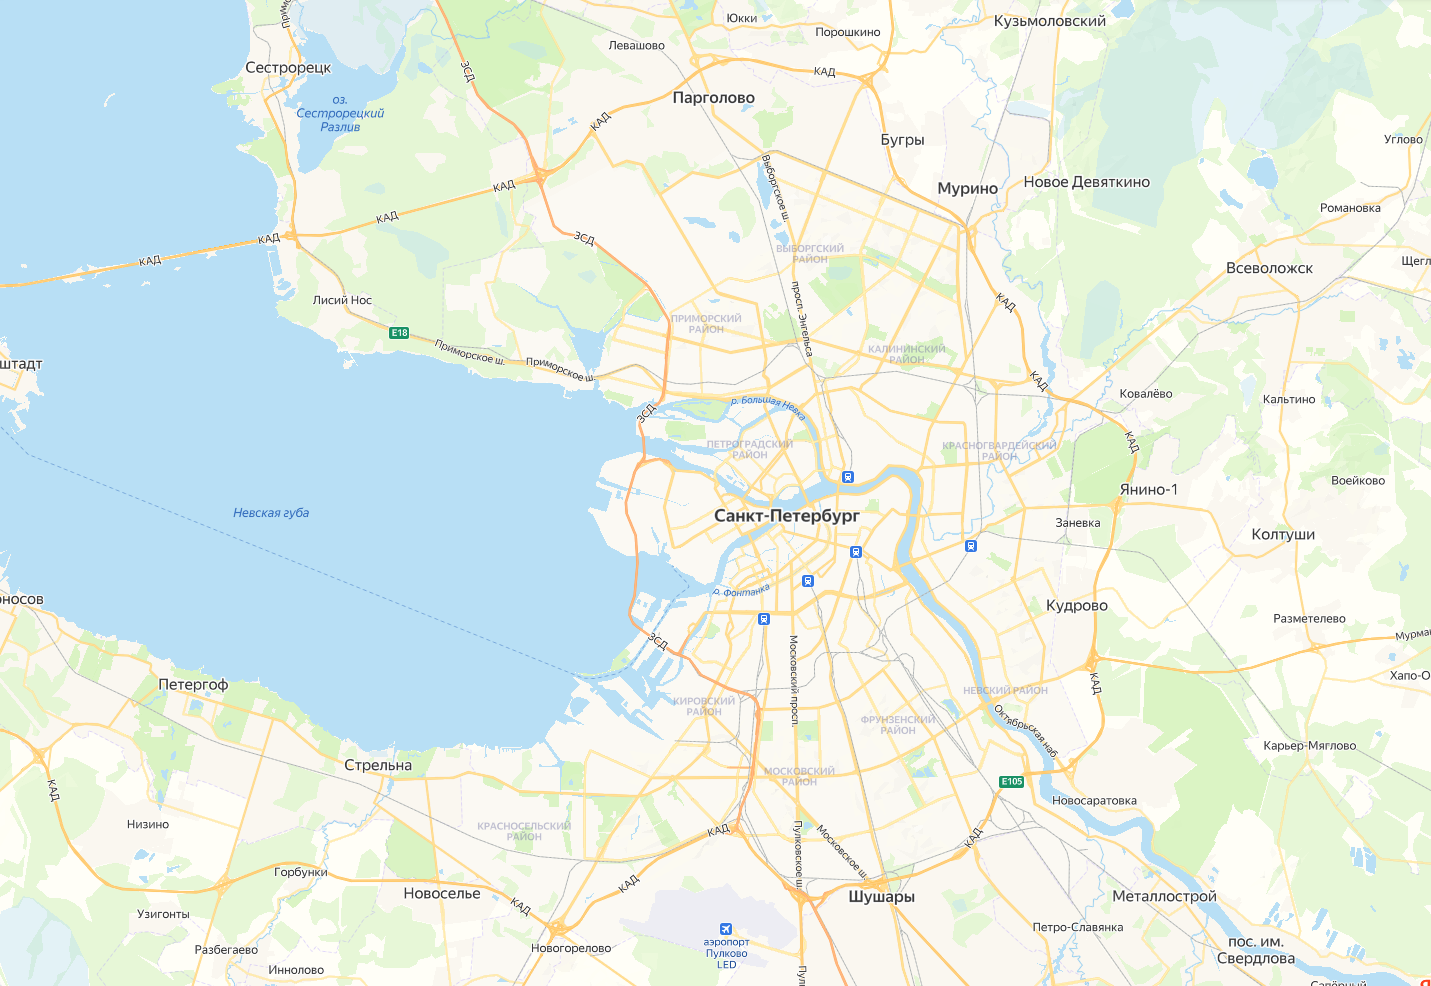 Юкки
Кузьмоловский
Порошкино
Левашово
Сестрорецк
ЗСД
КАД
Парголово
оз.
Сестрорецкий
Разлив
КАД
Бугры
Углово
Выборгское ш.
КАД
Мурино
Новое Девяткино
Романовка
КАД
ЗСД
КАД
КАД
ВЫБОРГСКИЙ
РАЙОН
Всеволожск
Лисий Нос
КАД
просп. Энгельса
ПРИМОРСКИЙ
РАЙОН
E18
Приморское ш.
Приморское ш.
КАЛИНИНСКИЙ
РАЙОН
штадт
КАД
Ковалёво
Кальтино
р. Большая Невка
ЗСД
ПЕТРОГРАДСКИЙ
РАЙОН
КРАСНОГВАРДЕЙСКИЙ
РАЙОН
КАД
Воейково
Янино-1
Невская губа
Санкт-Петербург
Заневка
Колтуши
р. Фонтанка
Кудрово
Разметелево
ЗСД
Московский просп.
Петергоф
КАД
НЕВСКИЙ РАЙОН
КИРОВСКИЙ
РАЙОН
ФРУНЗЕНСКИЙ
РАЙОН
Октябрьская наб.
Карьер-Мяглово
Стрельна
МОСКОВСКИЙ
РАЙОН
E105
КАД
Новосаратовка
Низино
КРАСНОСЕЛЬСКИЙ
РАЙОН
КАД
Пулковское ш.
Московское ш.
КАД
Горбунки
КАД
Новоселье
КАД
Шушары
Металлострой
Узигонты
Петро-Славянка
аэропорт
Пулково
LED
Разбегаево
Новогорелово
пос. им.
Свердлова
Иннолово